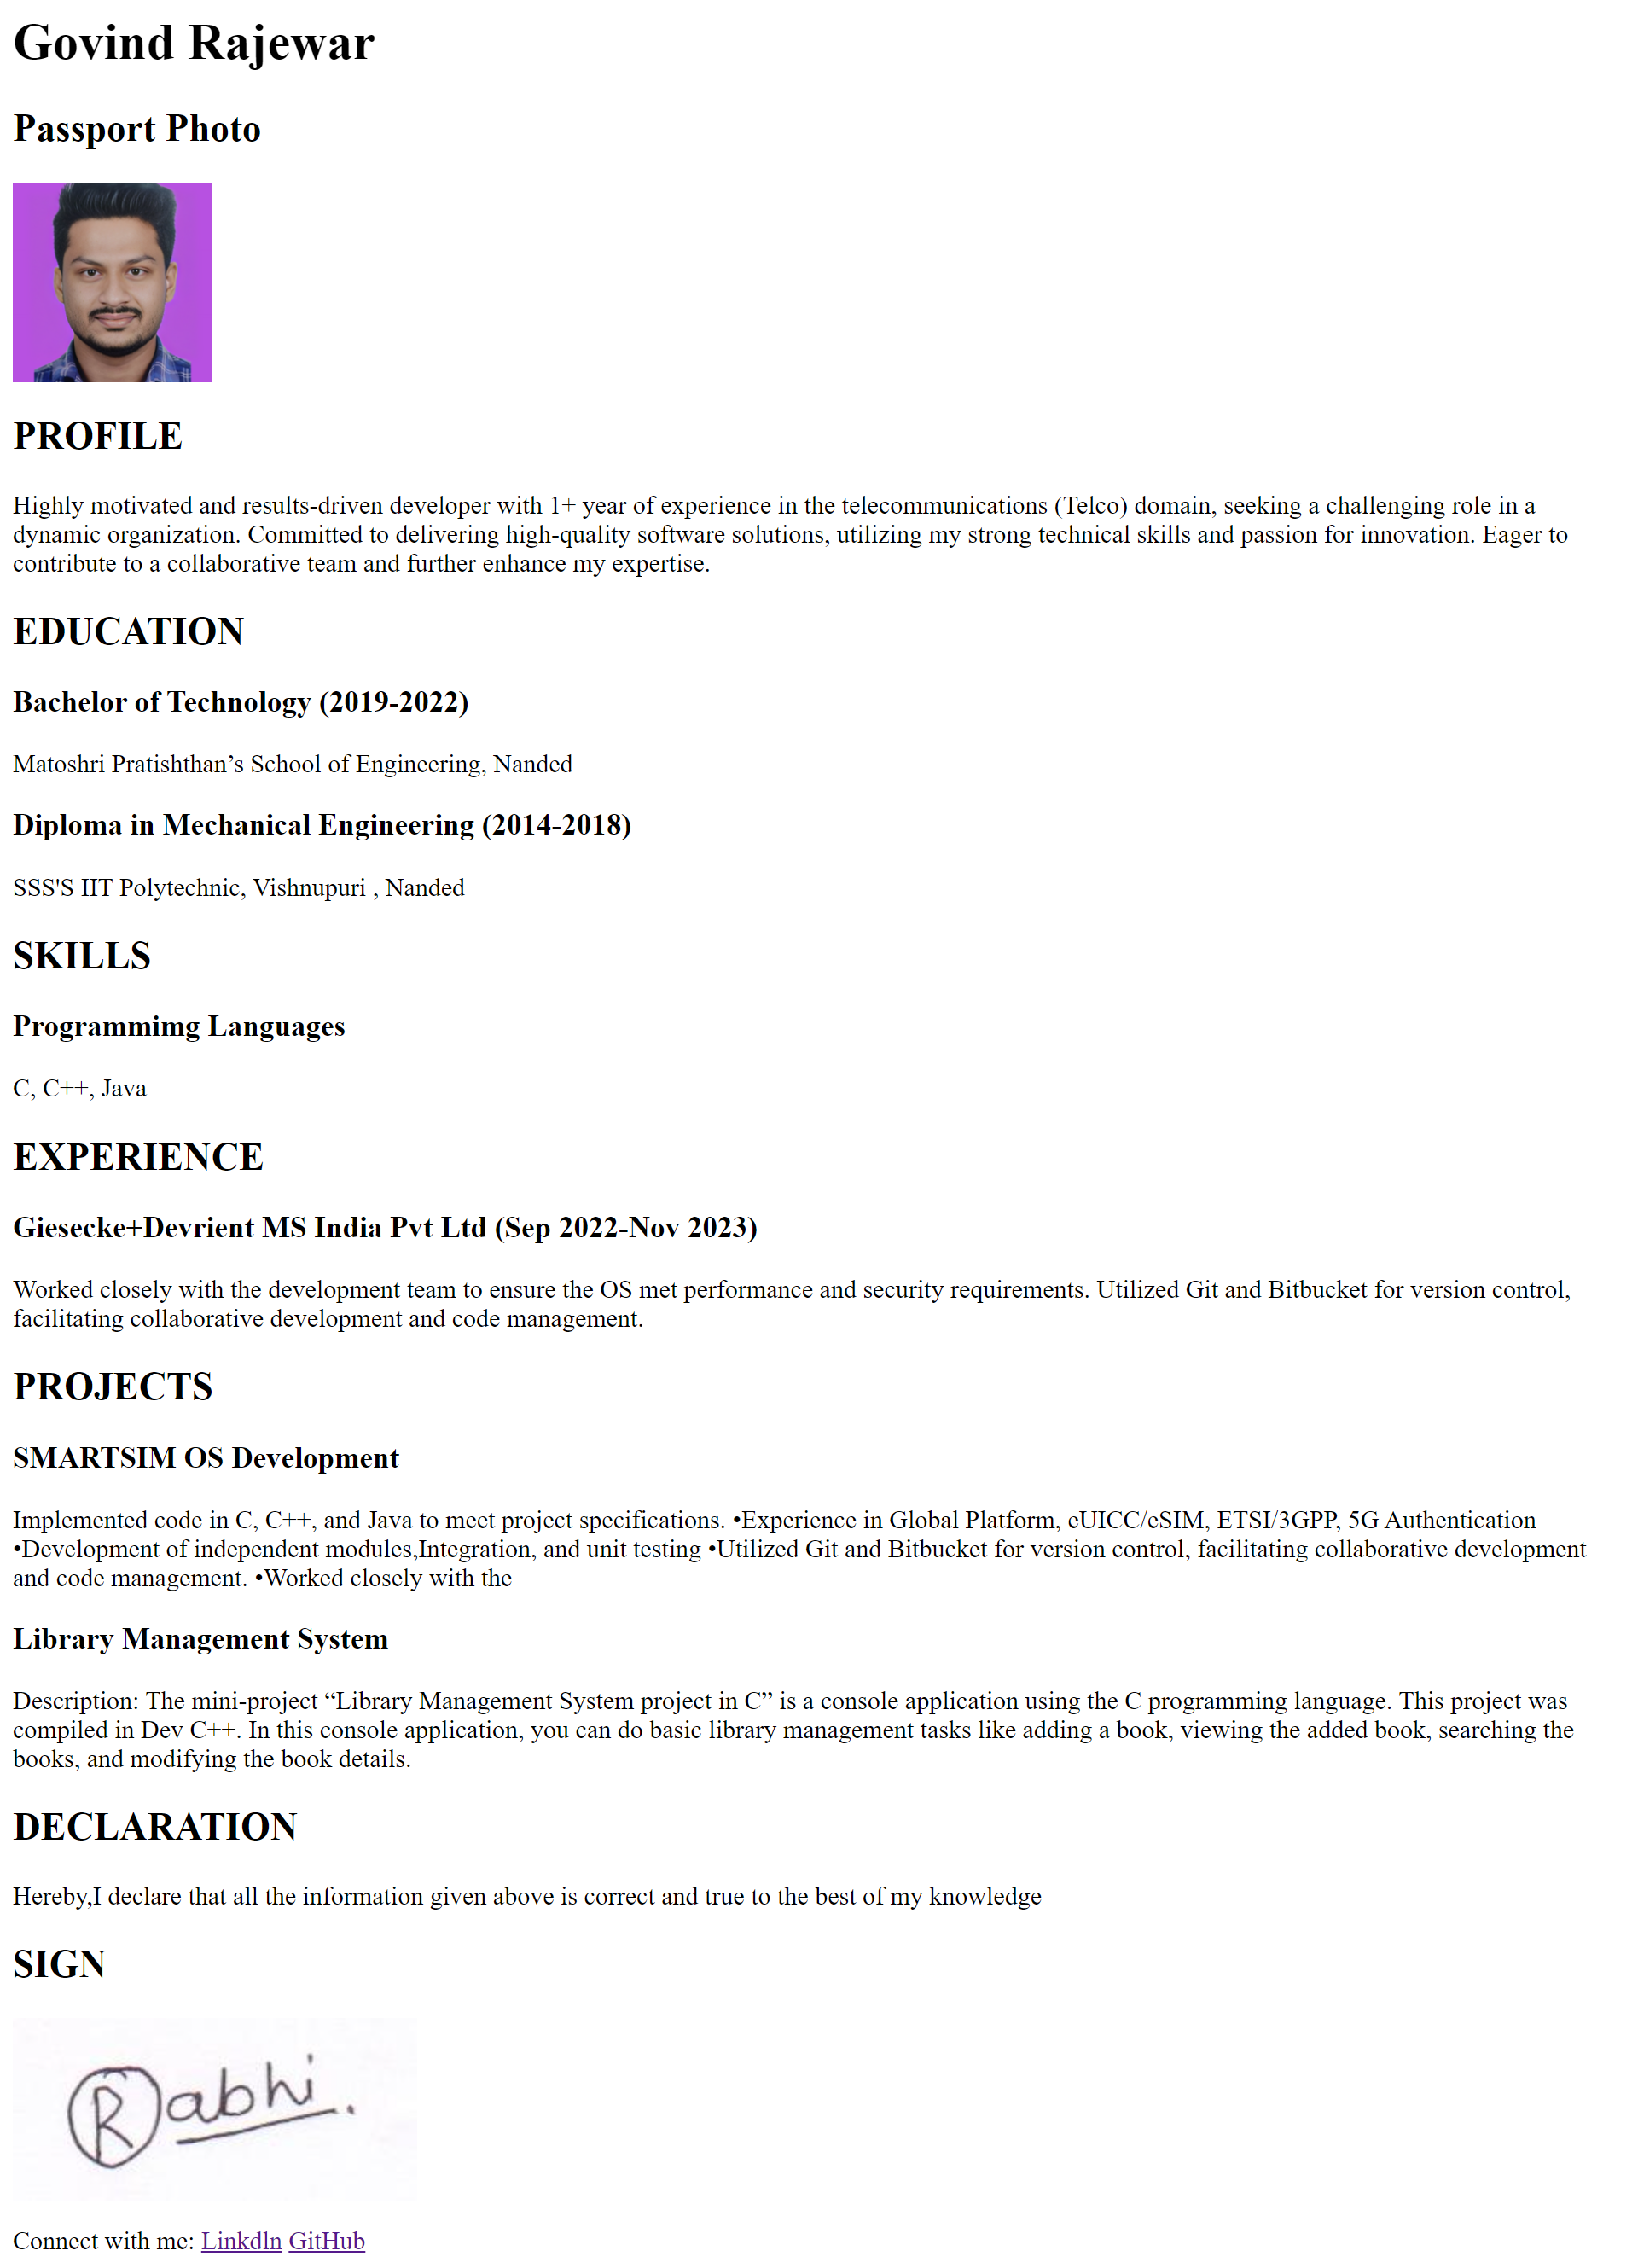 Govind Rajewar
Passport Photo
PROFILE
Highly motivated and results-driven developer with 1+ year of experience in the telecommunications (Telco) domain, seeking a challenging role in a
dynamic organization. Committed to delivering high-quality software solutions, utilizing my strong technical skills and passion for innovation. Eager to
contribute to a collaborative team and further enhance my expertise.
EDUCATION
Bachelor of Technology (2019-2022)
Matoshri Pratishthan’s School of Engineering, Nanded
Diploma in Mechanical Engineering (2014-2018)
SSS'S IIT Polytechnic, Vishnupuri , Nanded
SKILLS
Programmimg Languages
C, C++, Java
EXPERIENCE
Giesecke+Devrient MS India Pvt Ltd (Sep 2022-Nov 2023)
Worked closely with the development team to ensure the OS met performance and security requirements. Utilized Git and Bitbucket for version control,
facilitating collaborative development and code management.
PROJECTS
SMARTSIM OS Development
Implemented code in C, C++, and Java to meet project specifications. •Experience in Global Platform, eUICC/eSIM, ETSI/3GPP, 5G Authentication
•Development of independent modules,Integration, and unit testing •Utilized Git and Bitbucket for version control, facilitating collaborative development
and code management. •Worked closely with the
Library Management System
Description: The mini-project “Library Management System project in C” is a console application using the C programming language. This project was
compiled in Dev C++. In this console application, you can do basic library management tasks like adding a book, viewing the added book, searching the
books, and modifying the book details.
DECLARATION
Hereby,I declare that all the information given above is correct and true to the best of my knowledge
SIGN
Rabhi.
Connect with me: Linkdln GitHub